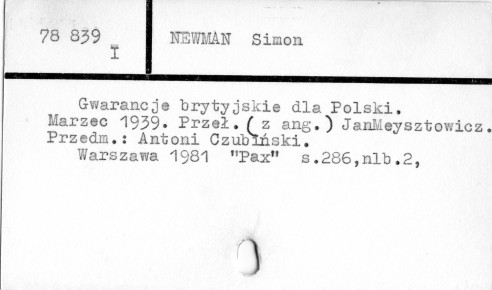 78 839 NEWMAN Simon
I
Gwarancje brytyjskie dla Polski.
Marzec 1939. Przeł. ( z ang.) JanMeysztowicz.
Przedm.: Antoni Czubiński.
Warszawa 1981 "Pax" s.286,nlb.2,